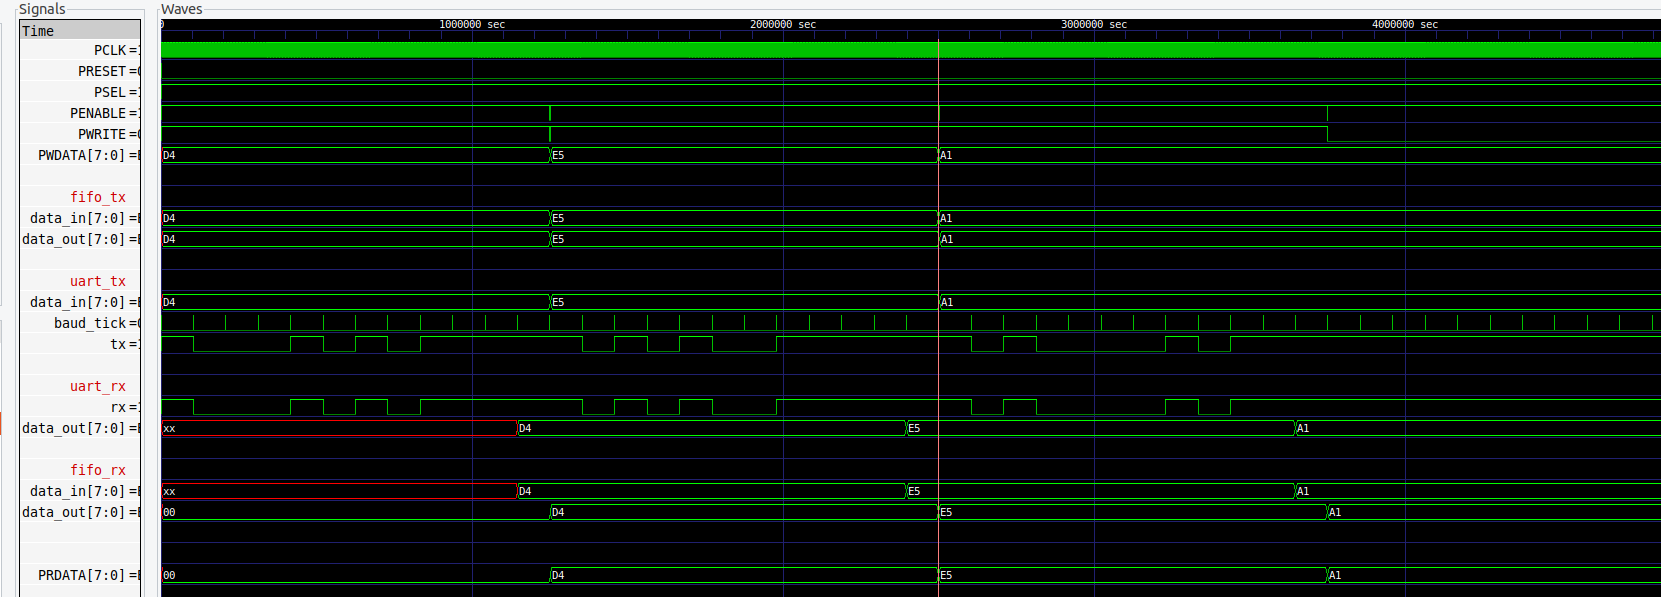 Signals
Waves
Time
0 1000000 sec 2000000 sec 3000000 sec 4000000 sec
PCLK =
PRESET =
PSEL =
PENABLE =
PWRITE =
PWDATA[7:0] = D4 E5 A1
fifo_tx
data_in[7:0] = D4 E5 A1
data_out[7:0] = D4 E5 A1
uart_tx
data_in[7:0] = D4 E5 A1
baud_tick =
tx =
uart_rx
rx =
data_out[7:0] = xx D4 E5 A1
fifo_rx
data_in[7:0] = xx D4 E5 A1
data_out[7:0] = 00 D4 E5 A1
PRDATA[7:0] = 00 D4 E5 A1